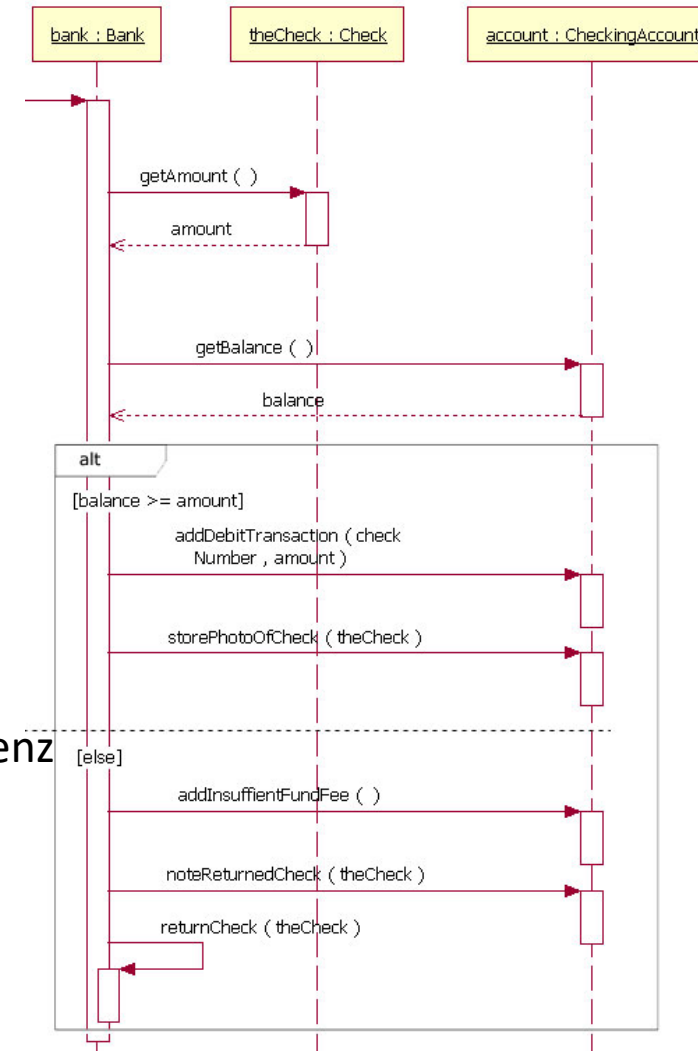 bank : Bank
theCheck : Check
account : CheckingAccount
getAmount ( )
amount
getBalance ( )
balance
alt
[balance >= amount]
addDebitTransaction ( check
Number , amount )
storePhotoOfCheck ( theCheck )
enz
[else]
addInsuffientFundFee ( )
noteReturnedCheck ( theCheck )
returnCheck ( theCheck )